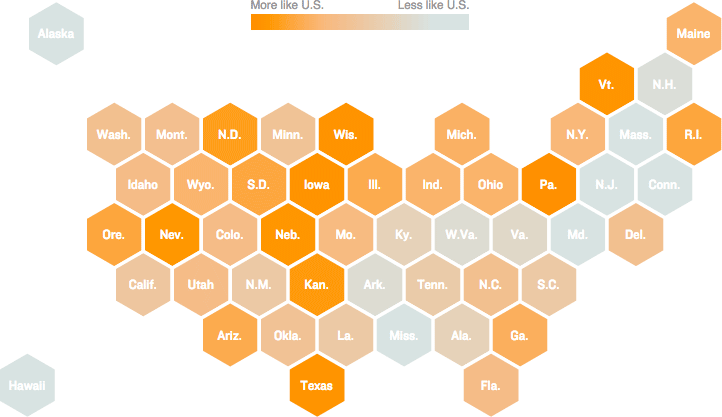 More like U.S. Less like U.S.
Alaska Maine
Vt. N.H.
Wash. Mont. N.D. Minn. Wis. Mich. N.Y. Mass. R.I.
Idaho Wyo. S.D. Iowa Ill. Ind. Ohio Pa. N.J. Conn.
Ore. Nev. Colo. Neb. Mo. Ky. W.Va. Va. Md. Del.
Calif. Utah N.M. Kan. Ark. Tenn. N.C. S.C.
Ariz. Okla. La. Miss. Ala. Ga.
Hawaii Texas Fla.